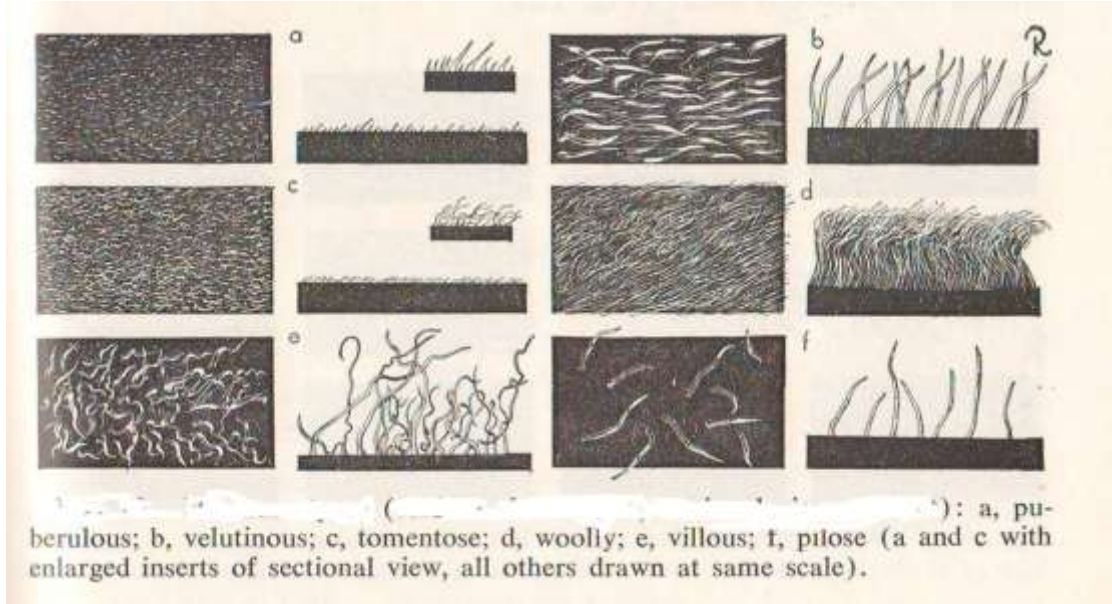 a
b
R
c
d
e
f
( ): a, pu-
berulous; b, velutinous; c, tomentose; d, woolly; e, villous; f, pilose (a and c with
enlarged inserts of sectional view, all others drawn at same scale).